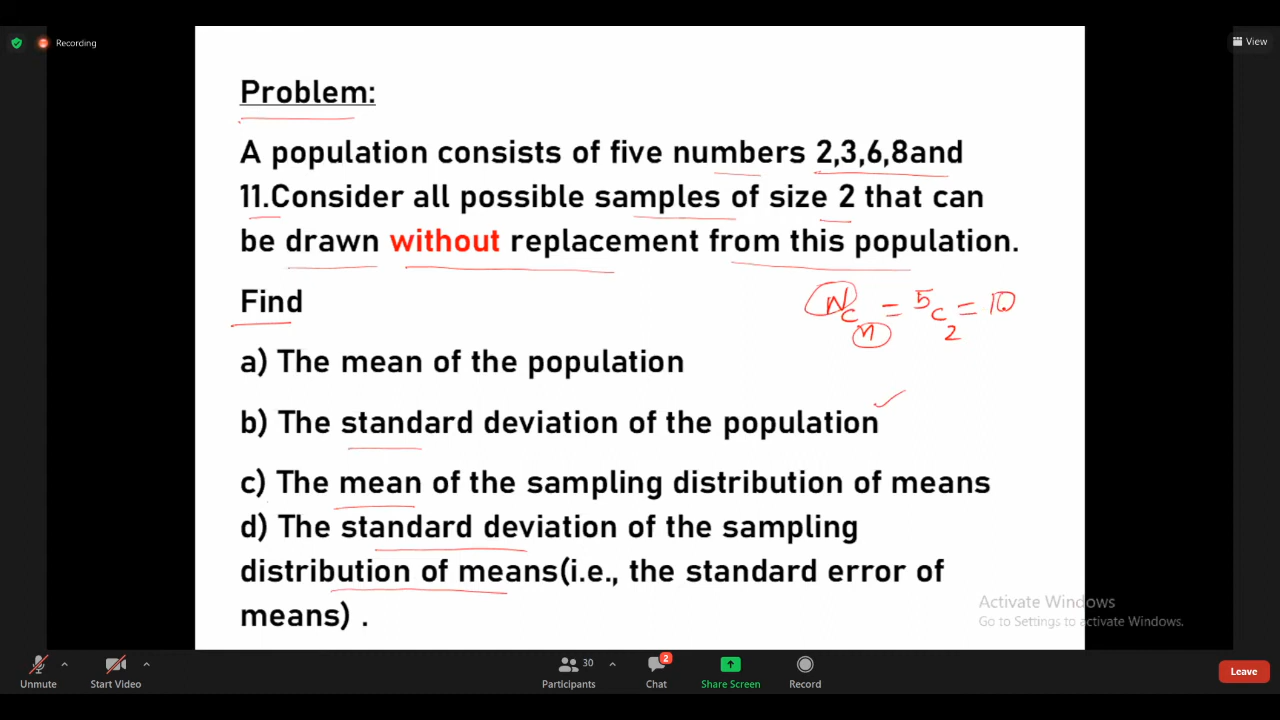 Recording
View
Problem:
A population consists of five numbers 2,3,6,8and
11.Consider all possible samples of size 2 that can
be drawn without replacement from this population.
Find
N C n = 5 C 2 = 10
a) The mean of the population
b) The standard deviation of the population
c) The mean of the sampling distribution of means
d) The standard deviation of the sampling
distribution of means(i.e., the standard error of
means) .
Activate Windows
Go to Settings to activate Windows.
Unmute
Start Video
30
Participants
2
Chat
Share Screen
Record
Leave